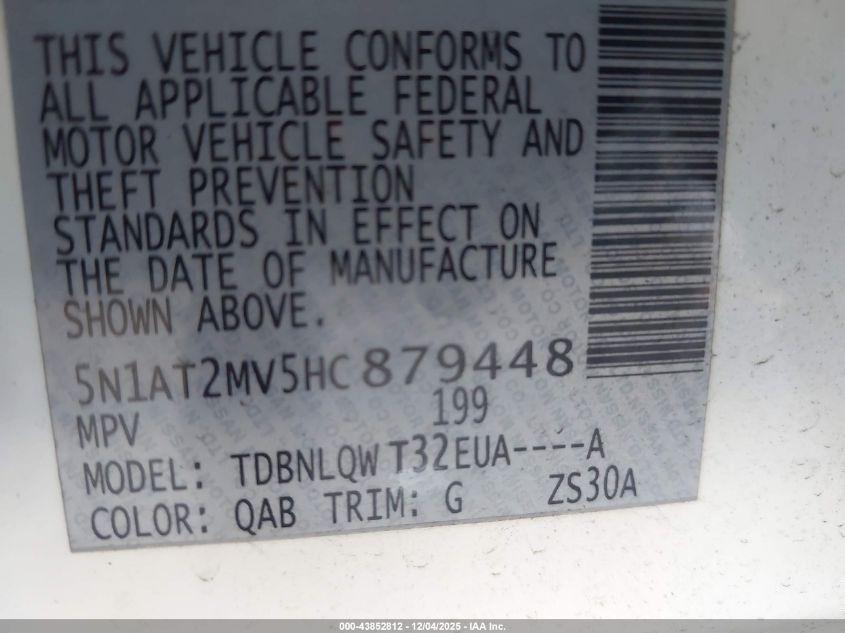 THIS VEHICLE CONFORMS TO
ALL APPLICABLE FEDERAL
MOTOR VEHICLE SAFETY AND
THEFT PREVENTION
STANDARDS IN EFFECT ON
THE DATE OF MANUFACTURE
SHOWN ABOVE.
5N1AT2MV5HC879448
MPV 199
MODEL: TDBNLQW T32EUA----A
COLOR: QAB TRIM: G ZS30A
000-43852812 - 12/04/2025 - IAA Inc.